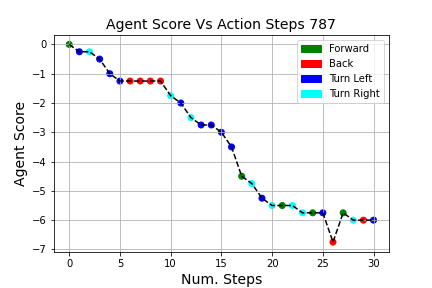 Agent Score Vs Action Steps 787
Forward
Back
Turn Left
Turn Right
Agent Score
0
−1
−2
−3
−4
−5
−6
−7
0 5 10 15 20 25 30
Num. Steps